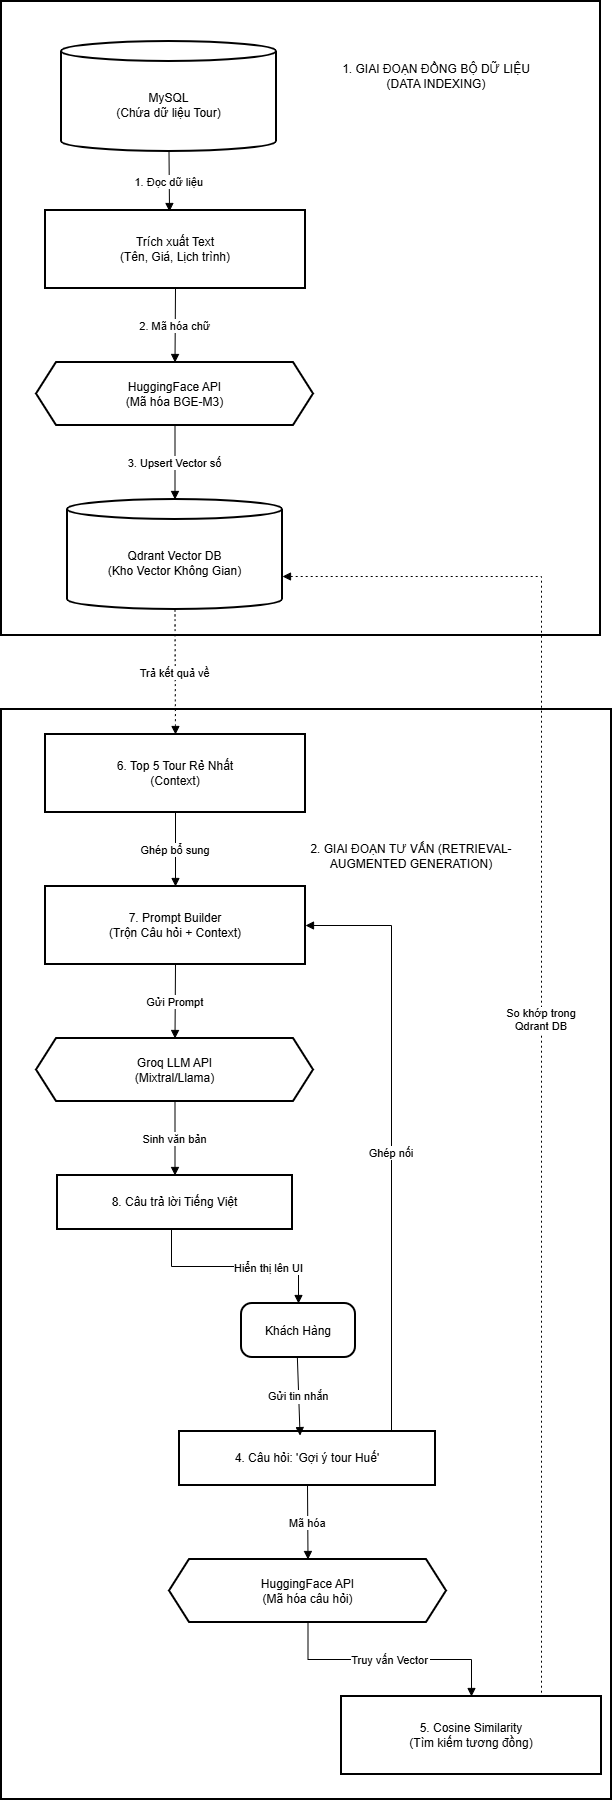 1. GIAI ĐOẠN ĐỒNG BỘ DỮ LIỆU
(DATA INDEXING)
MySQL
(Chứa dữ liệu Tour)
1. Đọc dữ liệu
Trích xuất Text
(Tên, Giá, Lịch trình)
2. Mã hóa chữ
HuggingFace API
(Mã hóa BGE-M3)
3. Upsert Vector số
Qdrant Vector DB
(Kho Vector Không Gian)
Trả kết quả về
6. Top 5 Tour Rẻ Nhất
(Context)
Ghép bổ sung
2. GIAI ĐOẠN TƯ VẤN (RETRIEVAL-
AUGMENTED GENERATION)
7. Prompt Builder
(Trộn Câu hỏi + Context)
Gửi Prompt
So khớp trong
Qdrant DB
Groq LLM API
(Mixtral/Llama)
Sinh văn bản
Ghép nối
8. Câu trả lời Tiếng Việt
Hiển thị lên UI
Khách Hàng
Gửi tin nhắn
4. Câu hỏi: 'Gợi ý tour Huế'
Mã hóa
HuggingFace API
(Mã hóa câu hỏi)
Truy vấn Vector
5. Cosine Similarity
(Tìm kiếm tương đồng)